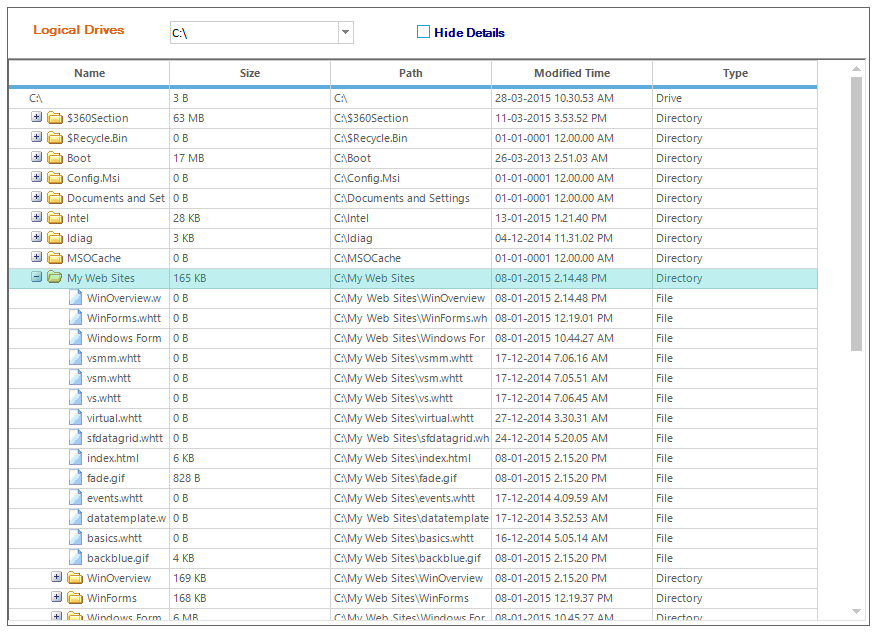 Logical Drives C:\ Hide Details
Name Size Path Modified Time Type
C:\ 3 B C:\ 28-03-2015 10.30.53 AM Drive
$360Section 63 MB C:\$360Section 11-03-2015 3.53.52 PM Directory
$Recycle.Bin 0 B C:\$Recycle.Bin 01-01-0001 12.00.00 AM Directory
Boot 17 MB C:\Boot 26-03-2013 2.51.03 AM Directory
Config.Msi 0 B C:\Config.Msi 01-01-0001 12.00.00 AM Directory
Documents and Set 0 B C:\Documents and Settings 01-01-0001 12.00.00 AM Directory
Intel 28 KB C:\Intel 13-01-2015 1.21.40 PM Directory
Idiag 3 KB C:\Idiag 04-12-2014 11.31.02 PM Directory
MSOCache 0 B C:\MSOCache 01-01-0001 12.00.00 AM Directory
My Web Sites 165 KB C:\My Web Sites 08-01-2015 2.14.48 PM Directory
WinOverview.w 0 B C:\My Web Sites\WinOverview 08-01-2015 2.14.48 PM File
WinForms.whtt 0 B C:\My Web Sites\WinForms.wh 08-01-2015 12.19.01 PM File
Windows Form 0 B C:\My Web Sites\Windows For 08-01-2015 10.44.27 AM File
vsmm.whtt 0 B C:\My Web Sites\vsmm.whtt 17-12-2014 7.06.16 AM File
vsm.whtt 0 B C:\My Web Sites\vsm.whtt 17-12-2014 7.05.51 AM File
vs.whtt 0 B C:\My Web Sites\vs.whtt 17-12-2014 7.06.45 AM File
virtual.whtt 0 B C:\My Web Sites\virtual.whtt 27-12-2014 3.30.31 AM File
sfdatagrid.whtt 0 B C:\My Web Sites\sfdatagrid.wh 24-12-2014 5.20.05 AM File
index.html 6 KB C:\My Web Sites\index.html 08-01-2015 2.15.20 PM File
fade.gif 828 B C:\My Web Sites\fade.gif 08-01-2015 2.15.20 PM File
events.whtt 0 B C:\My Web Sites\events.whtt 17-12-2014 4.09.59 AM File
datatemplate.w 0 B C:\My Web Sites\datatemplate 17-12-2014 3.52.53 AM File
basics.whtt 0 B C:\My Web Sites\basics.whtt 16-12-2014 5.05.14 AM File
backblue.gif 4 KB C:\My Web Sites\backblue.gif 08-01-2015 2.15.20 PM File
WinOverview 169 KB C:\My Web Sites\WinOverview 08-01-2015 2.15.20 PM Directory
WinForms 168 KB C:\My Web Sites\WinForms 08-01-2015 12.19.37 PM Directory
Windows Form 6 MB C:\My Web Sites\Windows For 08-01-2015 10.45.27 AM Directory